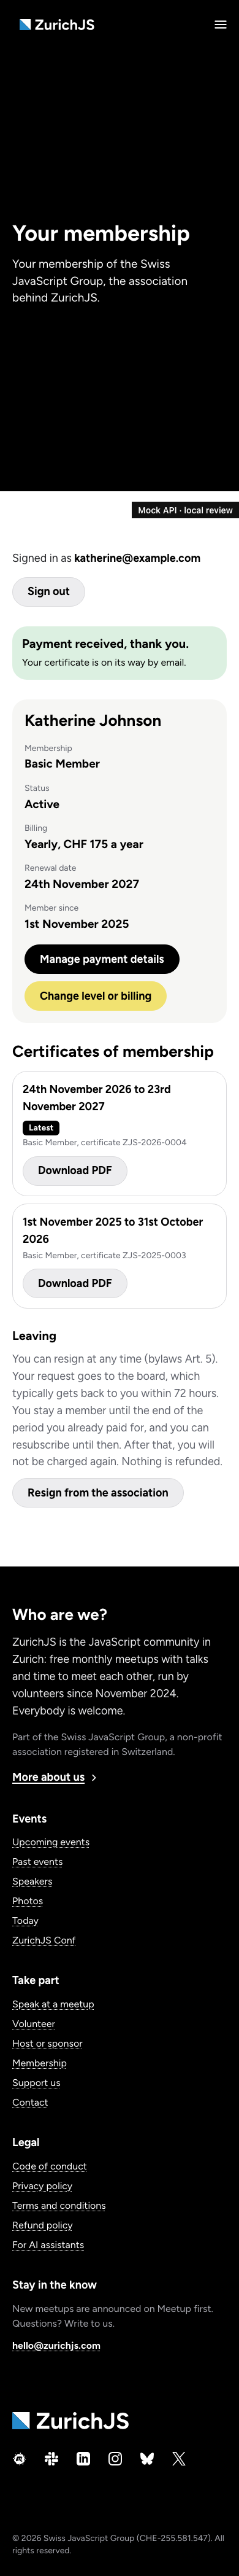 ZurichJS
Your membership
Your membership of the Swiss
JavaScript Group, the association
behind ZurichJS.
Mock API · local review
Signed in as katherine@example.com
Sign out
Payment received, thank you.
Your certificate is on its way by email.
Katherine Johnson
Membership
Basic Member
Status
Active
Billing
Yearly, CHF 175 a year
Renewal date
24th November 2027
Member since
1st November 2025
Manage payment details
Change level or billing
Certificates of membership
24th November 2026 to 23rd
November 2027
Latest
Basic Member, certificate ZJS-2026-0004
Download PDF
1st November 2025 to 31st October
2026
Basic Member, certificate ZJS-2025-0003
Download PDF
Leaving
You can resign at any time (bylaws Art. 5).
Your request goes to the board, which
typically gets back to you within 72 hours.
You stay a member until the end of the
period you already paid for, and you can
resubscribe until then. After that, you will
not be charged again. Nothing is refunded.
Resign from the association
Who are we?
ZurichJS is the JavaScript community in
Zurich: free monthly meetups with talks
and time to meet each other, run by
volunteers since November 2024.
Everybody is welcome.
Part of the Swiss JavaScript Group, a non-profit
association registered in Switzerland.
More about us
Events
Upcoming events
Past events
Speakers
Photos
Today
ZurichJS Conf
Take part
Speak at a meetup
Volunteer
Host or sponsor
Membership
Support us
Contact
Legal
Code of conduct
Privacy policy
Terms and conditions
Refund policy
For AI assistants
Stay in the know
New meetups are announced on Meetup first.
Questions? Write to us.
hello@zurichjs.com
ZurichJS
© 2026 Swiss JavaScript Group (CHE-255.581.547). All
rights reserved.